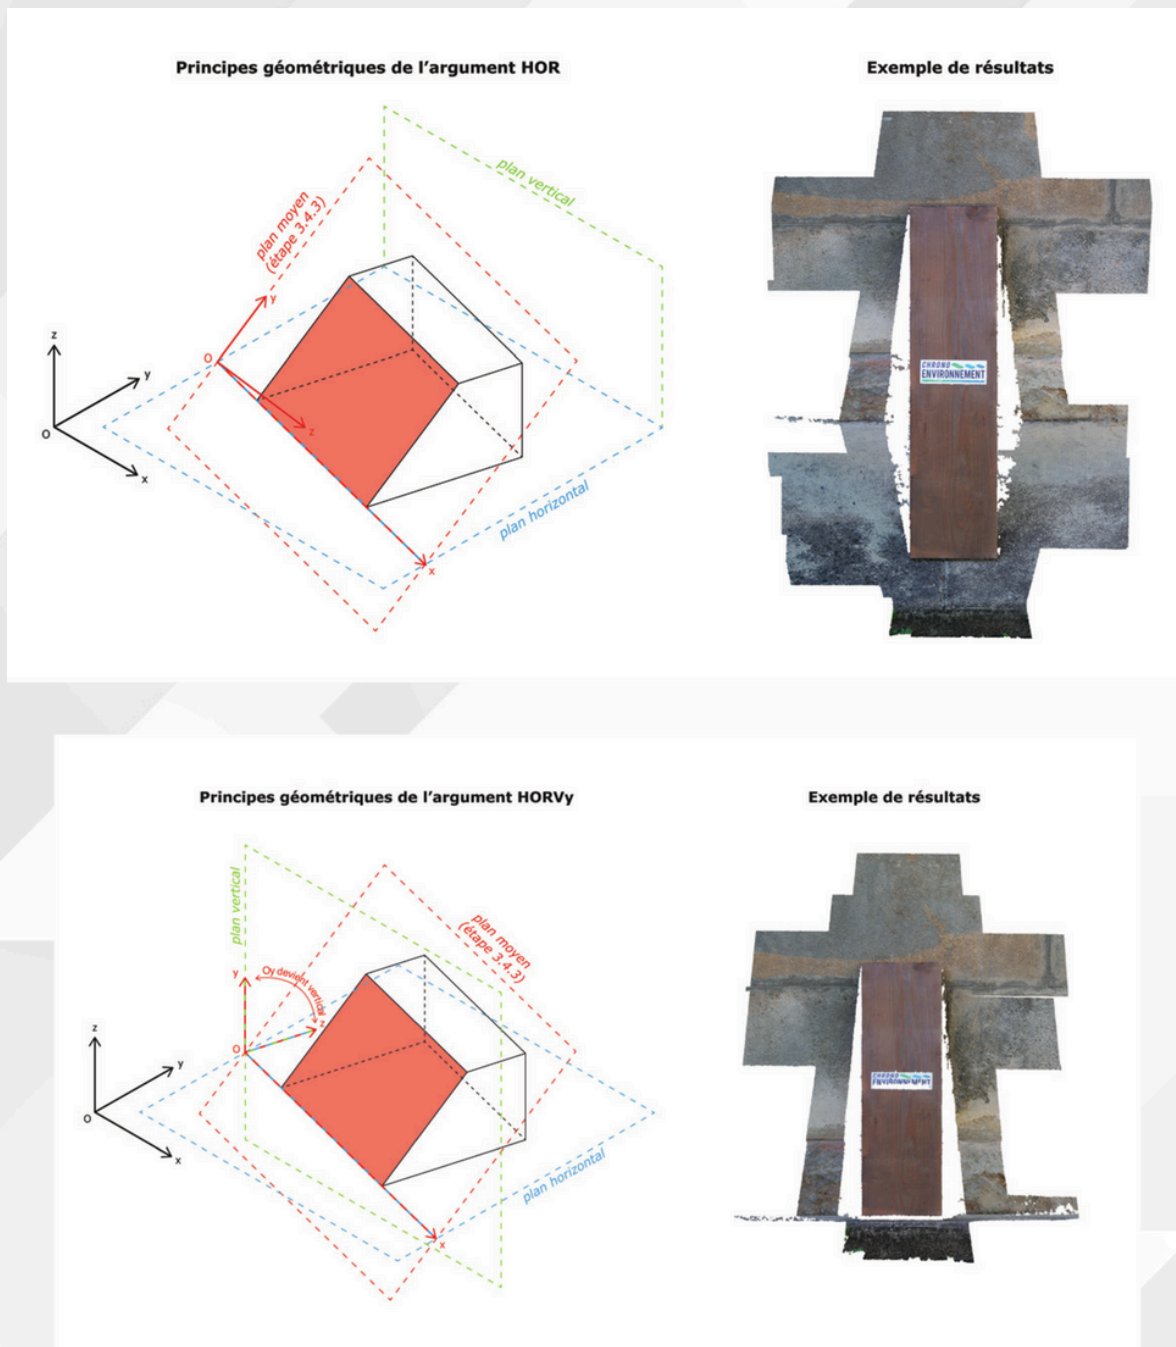 Principes géométriques de l'argument HOR
Exemple de résultats
plan vertical
plan moyen
(étape 3.4.3)
y
z
y
O
O
x
z
x
plan horizontal
CHRONO
ENVIRONNEMENT
Principes géométriques de l'argument HORVy
Exemple de résultats
plan vertical
plan moyen
(étape 3.4.3)
y
Oy devient vertical
z
O
z
y
O
x
x
plan horizontal
CHRONO
ENVIRONNEMENT